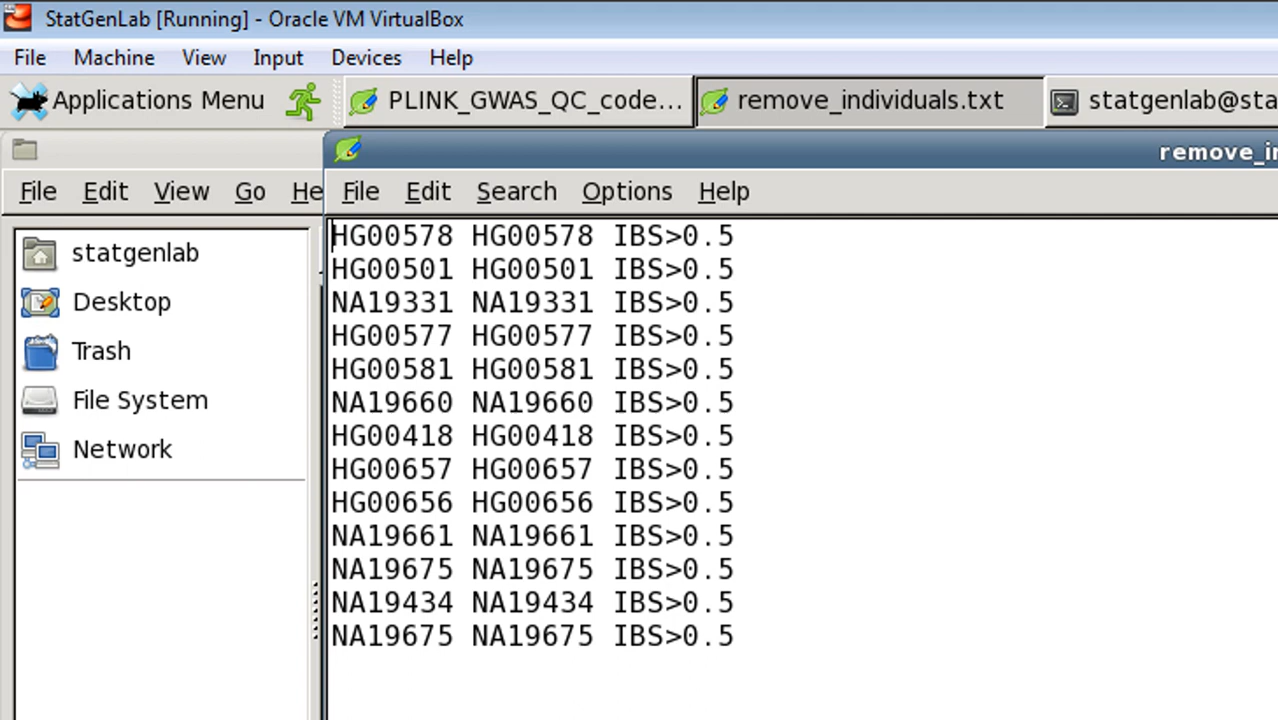 StatGenLab [Running] - Oracle VM VirtualBox
File Machine View Input Devices Help
Applications Menu PLINK_GWAS_QC_code... remove_individuals.txt statgenlab@sta
remove_in
File Edit View Go He
File Edit Search Options Help
statgenlab
Desktop
Trash
File System
Network
HG00578 HG00578 IBS>0.5
HG00501 HG00501 IBS>0.5
NA19331 NA19331 IBS>0.5
HG00577 HG00577 IBS>0.5
HG00581 HG00581 IBS>0.5
NA19660 NA19660 IBS>0.5
HG00418 HG00418 IBS>0.5
HG00657 HG00657 IBS>0.5
HG00656 HG00656 IBS>0.5
NA19661 NA19661 IBS>0.5
NA19675 NA19675 IBS>0.5
NA19434 NA19434 IBS>0.5
NA19675 NA19675 IBS>0.5